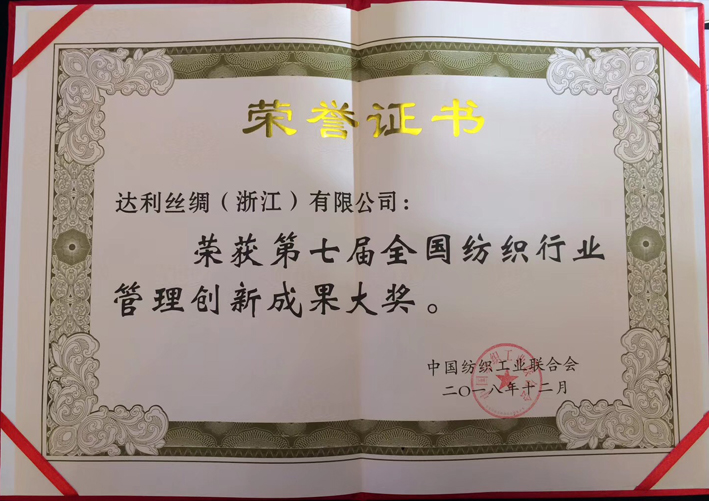 荣誉证书
达利丝绸（浙江）有限公司：
荣获第七届全国纺织行业
管理创新成果大奖。
中国纺织工业联合会
二〇一八年十二月